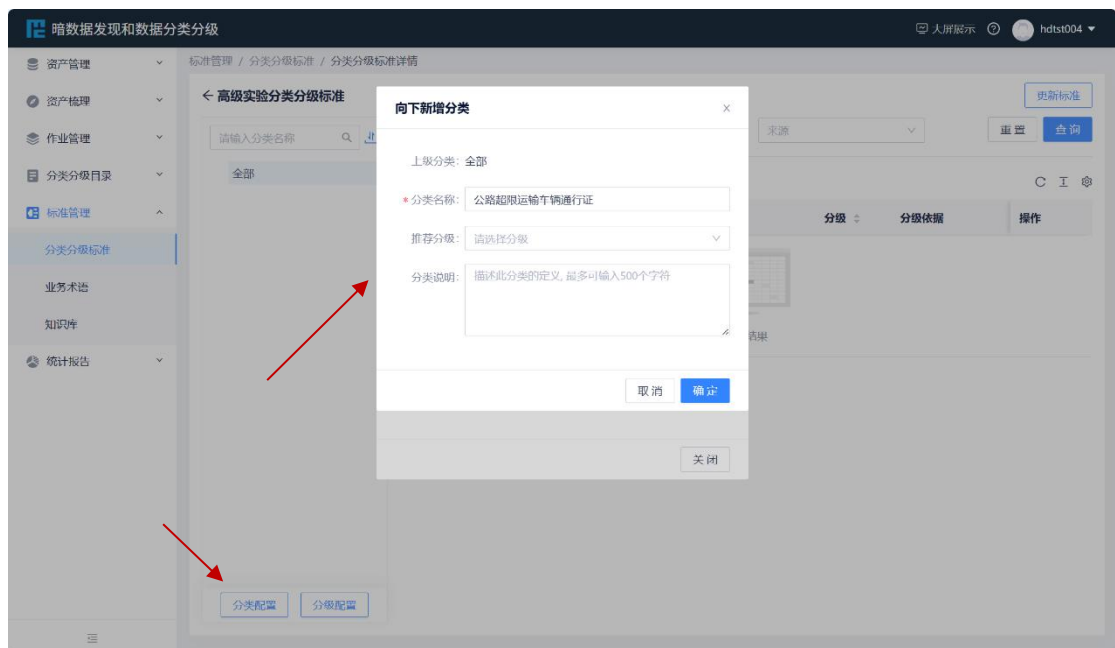 暗数据发现和数据分类分级
大屏展示 hdtst004
资产管理
资产梳理
作业管理
分类分级目录
标准管理
分类分级标准
业务术语
知识库
统计报告
标准管理 / 分类分级标准 / 分类分级标准详情
高级实验分类分级标准
更新标准
请输入分类名称
来源
重置 查询
全部
分级 分级依据 操作
结果
向下新增分类
上级分类: 全部
* 分类名称: 公路超限运输车辆通行证
推荐分级: 请选择分级
分类说明: 描述此分类的定义, 最多可输入500个字符
取消 确定
关闭
分类配置 分级配置